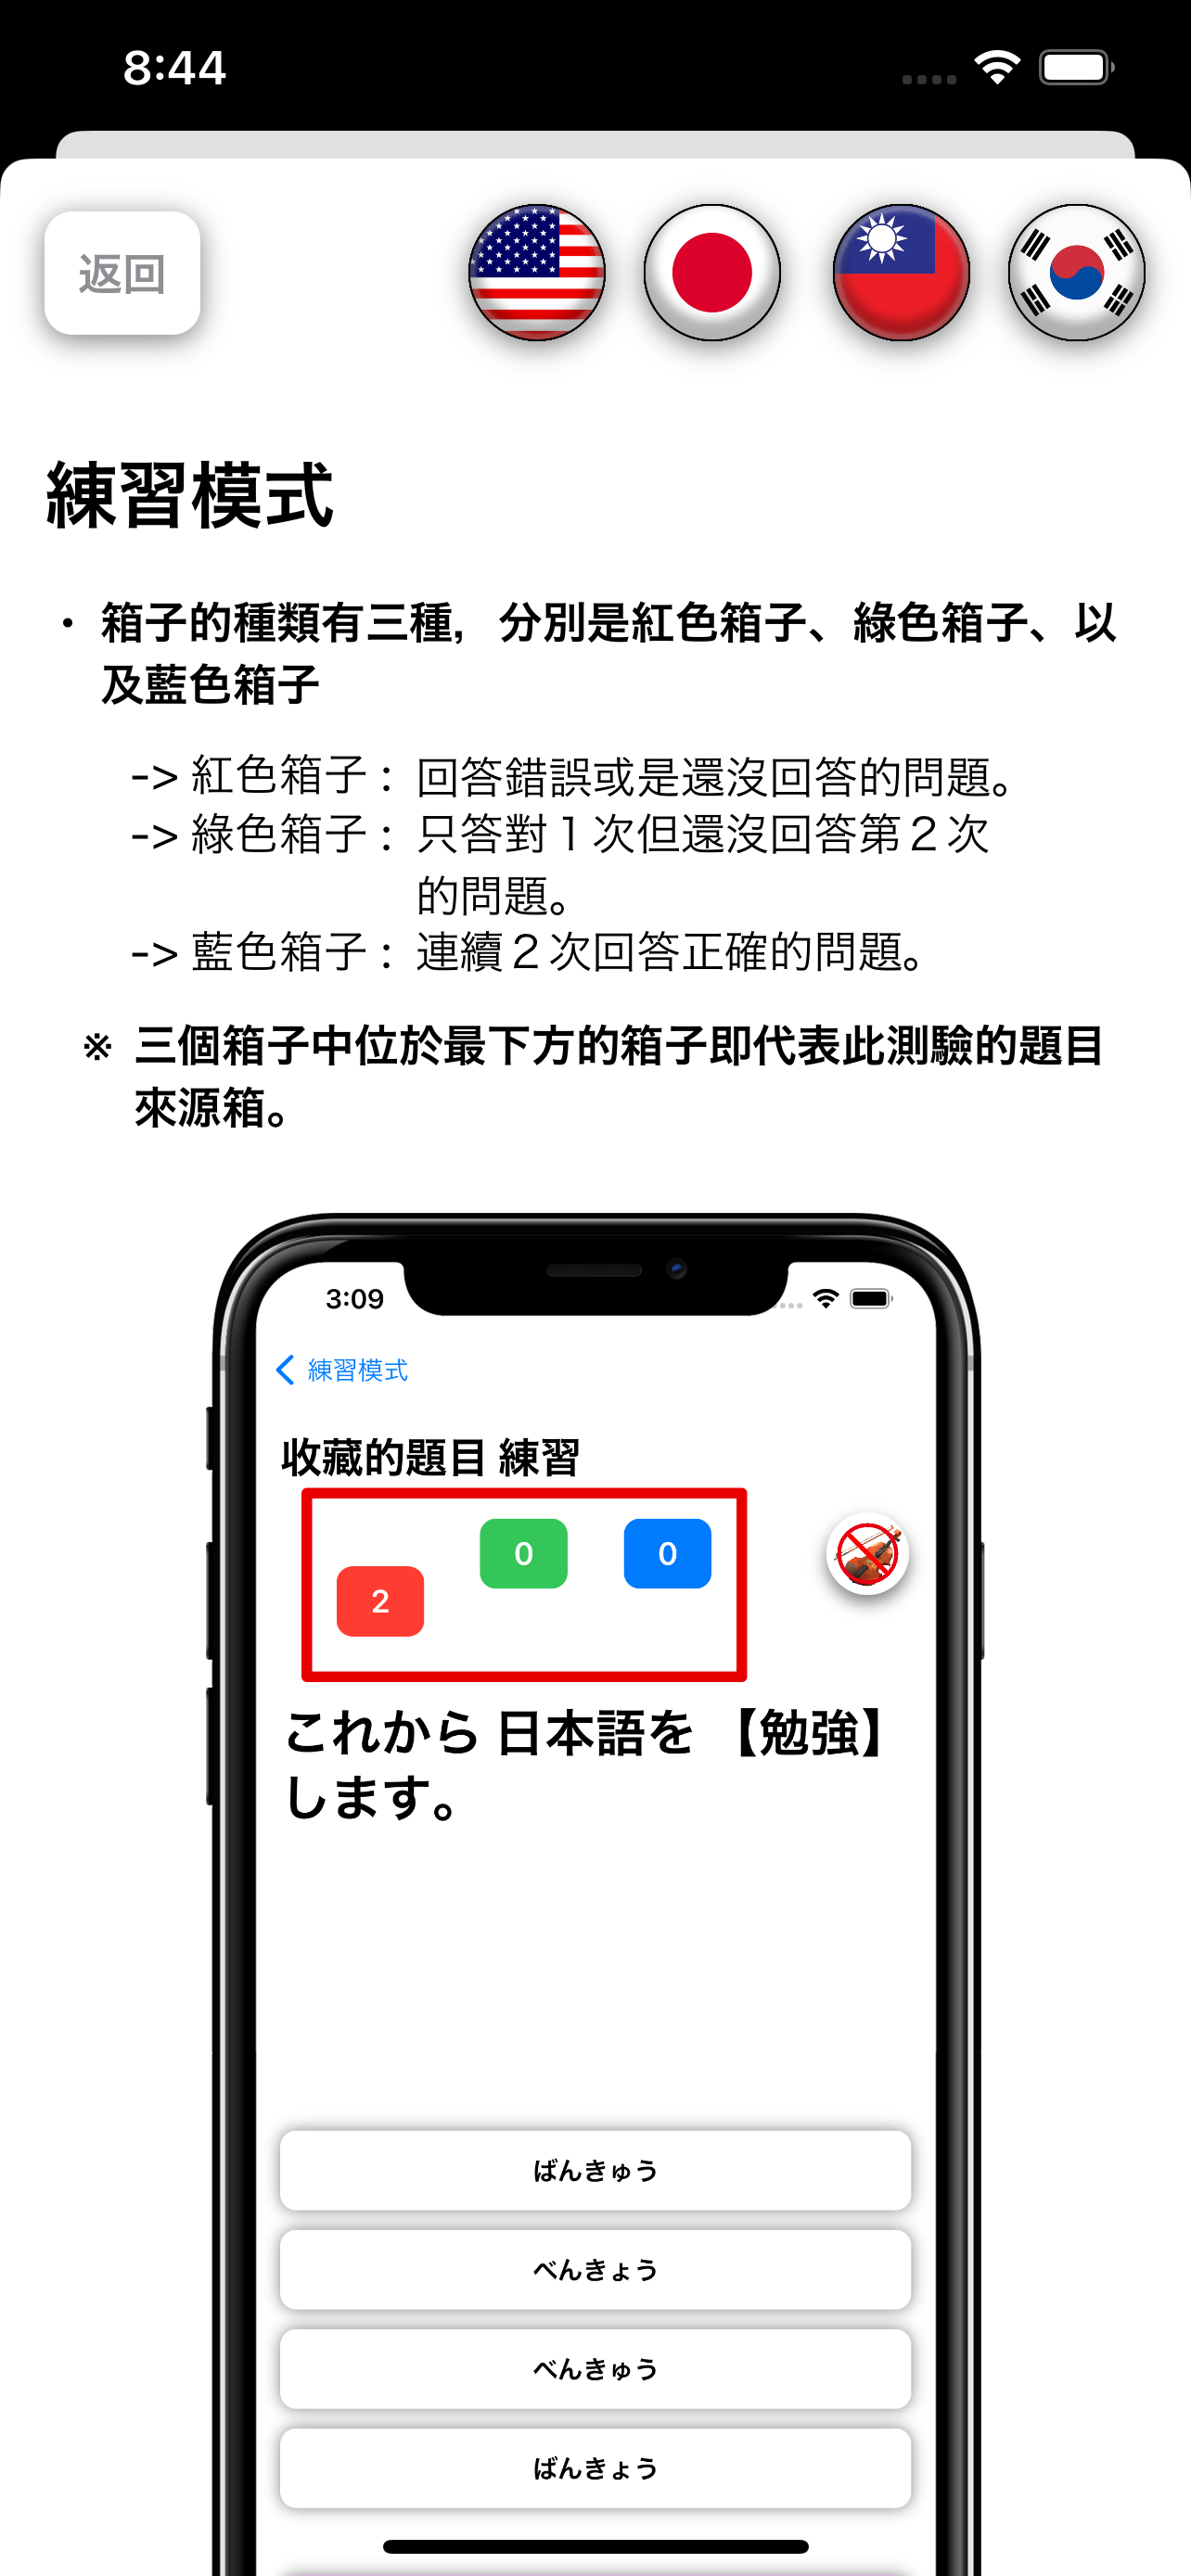 8:44
返回
練習模式
・ 箱子的種類有三種，分別是紅色箱子、綠色箱子、以
及藍色箱子
-> 紅色箱子： 回答錯誤或是還沒回答的問題。
-> 綠色箱子： 只答對１次但還沒回答第２次
的問題。
-> 藍色箱子： 連續２次回答正確的問題。
※ 三個箱子中位於最下方的箱子即代表此測驗的題目
來源箱。
3:09
練習模式
收藏的題目 練習
0 0
2
これから 日本語を 【勉強】
します。
ばんきゅう
べんきょう
べんきゅう
ばんきょう